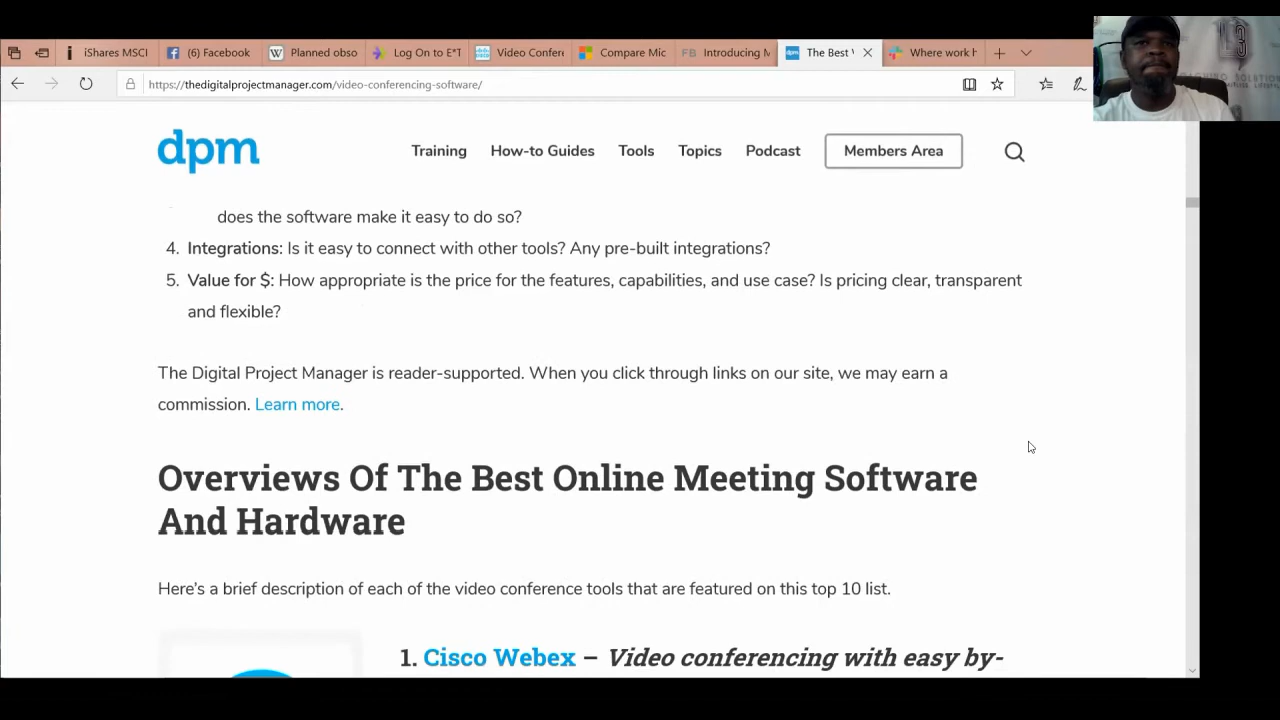 iShares MSCI
(6) Facebook
Planned obso
Log On to E*T
Video Confere
Compare Mic
FB Introducing M
The Best
Where work h
https://thedigitalprojectmanager.com/video-conferencing-software/
dpm
Training
How-to Guides
Tools
Topics
Podcast
Members Area
does the software make it easy to do so?
4. Integrations: Is it easy to connect with other tools? Any pre-built integrations?
5. Value for $: How appropriate is the price for the features, capabilities, and use case? Is pricing clear, transparent
and flexible?
The Digital Project Manager is reader-supported. When you click through links on our site, we may earn a
commission. Learn more.
Overviews Of The Best Online Meeting Software
And Hardware
Here's a brief description of each of the video conference tools that are featured on this top 10 list.
1. Cisco Webex – Video conferencing with easy by-